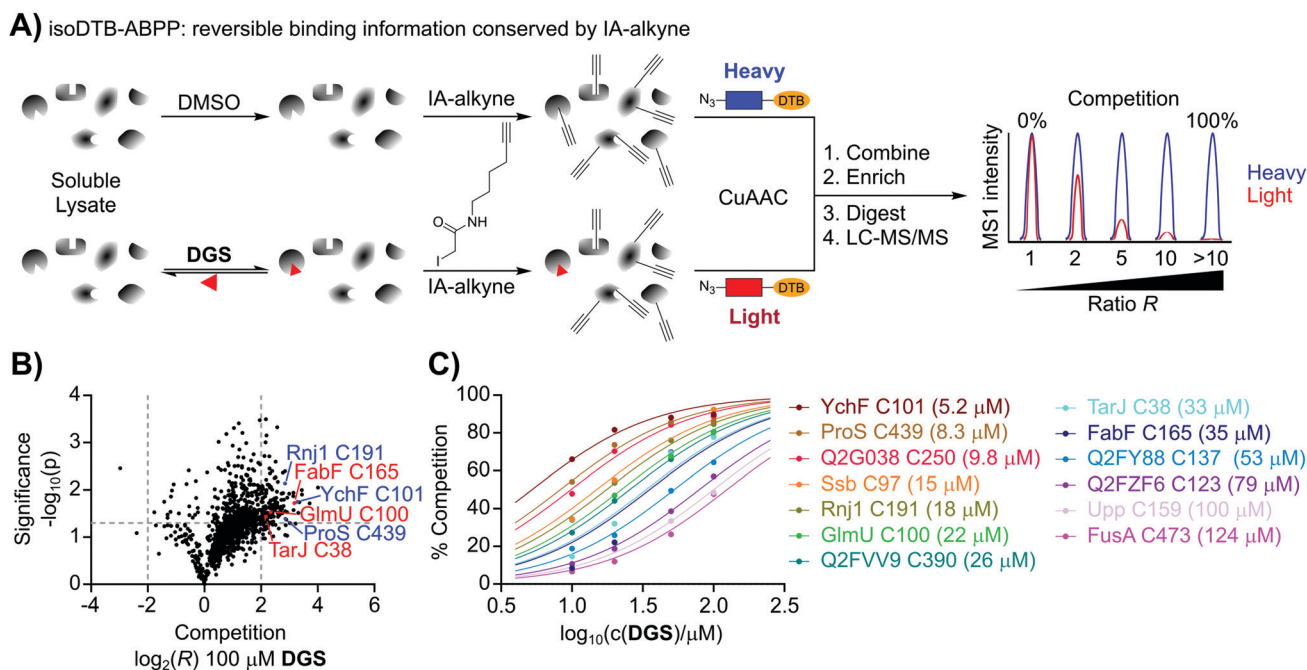 A) isoDTB-ABPP: reversible binding information conserved by IA-alkyne
DMSO
IA-alkyne
Heavy
N3
DTB
Soluble
Lysate
O
N
H
I
1. Combine
2. Enrich
CuAAC
3. Digest
4. LC-MS/MS
DGS
IA-alkyne
N3
DTB
Light
Competition
0%
100%
MS1 intensity
Heavy
Light
1 2 5 10 >10
Ratio R
B)
Significance
-log10(p)
4
3
2
1
0
Rnj1 C191
FabF C165
YchF C101
GlmU C100
ProS C439
TarJ C38
-4 -2 0 2 4 6
Competition
log2(R) 100 μM DGS
C)
% Competition
100
80
60
40
20
0
0.5 1.0 1.5 2.0 2.5
log10(c(DGS)/μM)
YchF C101 (5.2 μM)
ProS C439 (8.3 μM)
Q2G038 C250 (9.8 μM)
Ssb C97 (15 μM)
Rnj1 C191 (18 μM)
GlmU C100 (22 μM)
Q2FVV9 C390 (26 μM)
TarJ C38 (33 μM)
FabF C165 (35 μM)
Q2FY88 C137 (53 μM)
Q2FZF6 C123 (79 μM)
Upp C159 (100 μM)
FusA C473 (124 μM)